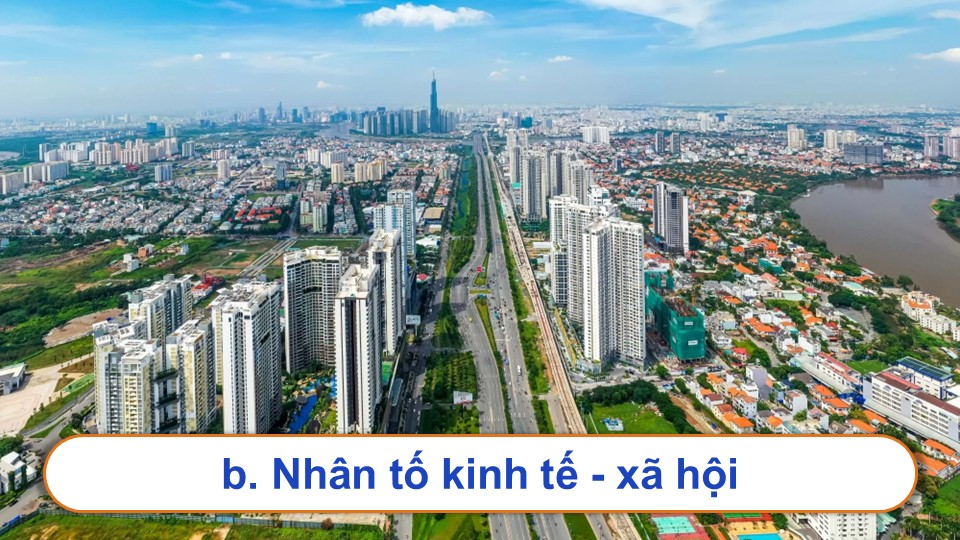 b. Nhân tố kinh tế - xã hội